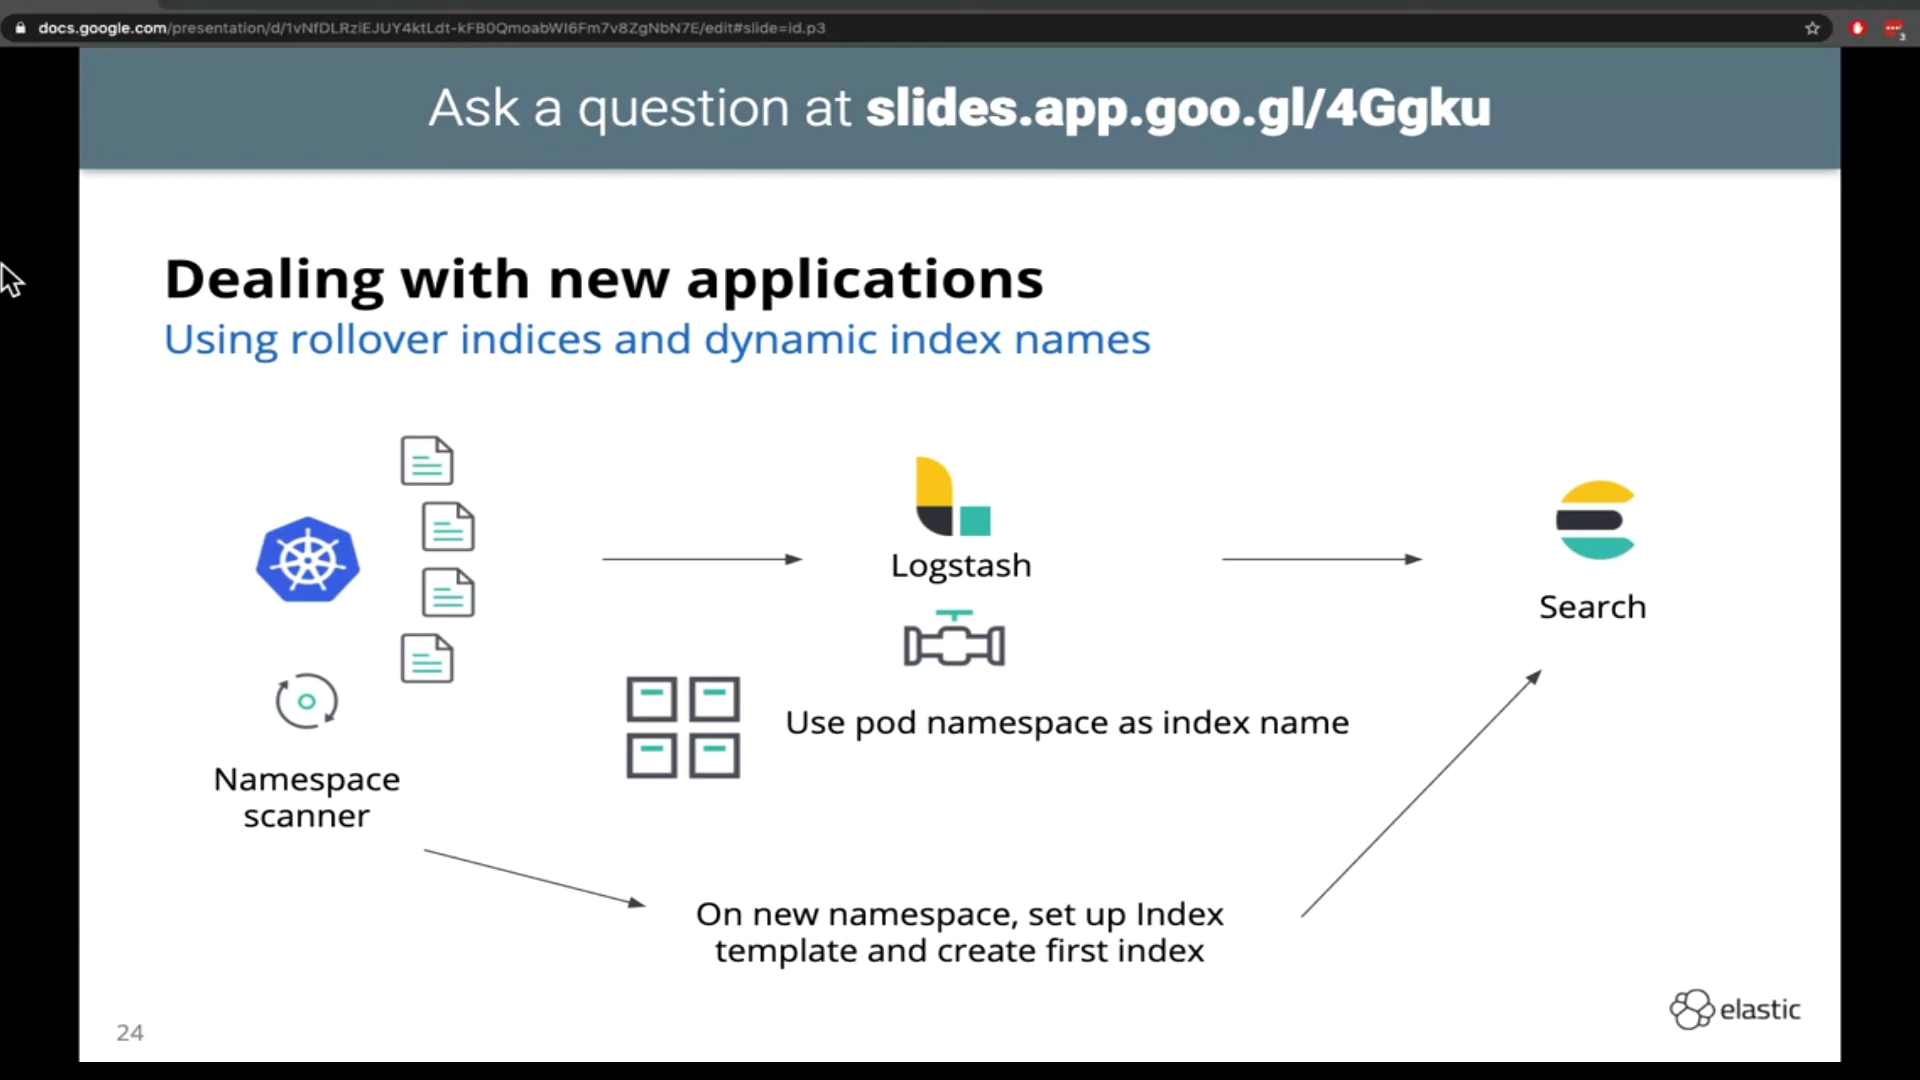 docs.google.com/presentation/d/1vNfDLRziEJUY4ktLdt-kFB0QmoabWI6Fm7v8ZgNbN7E/edit#slide=id.p3
3
Ask a question at slides.app.goo.gl/4Ggku
Dealing with new applications
Using rollover indices and dynamic index names
Logstash
Search
Use pod namespace as index name
Namespace
scanner
On new namespace, set up Index
template and create first index
24
elastic